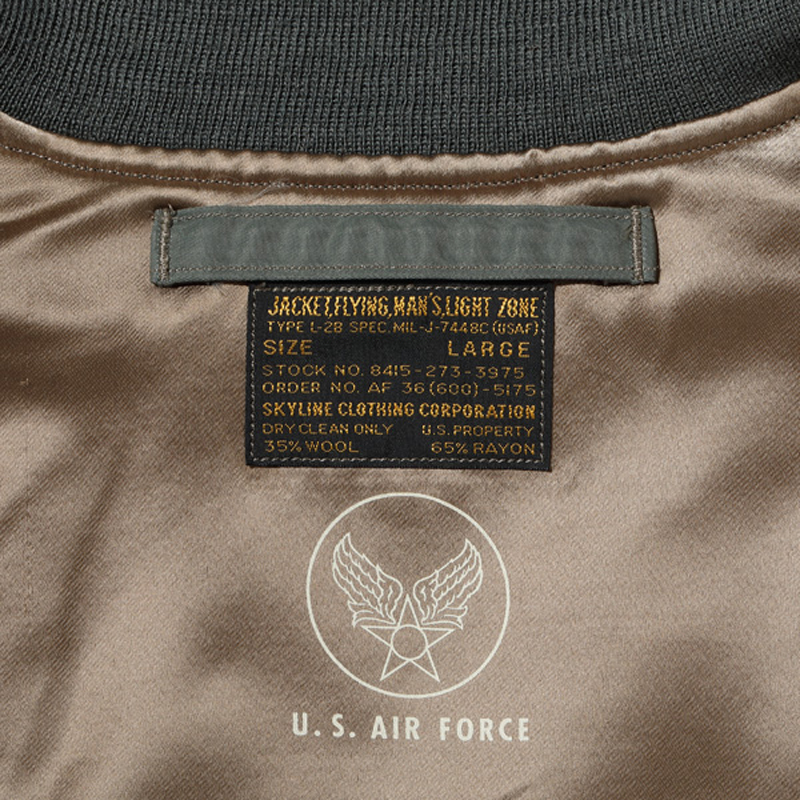 JACKET,FLYING,MAN'S,LIGHT ZONE
TYPE L-2B SPEC. MIL-J-7448C (USAF)
SIZE LARGE
STOCK NO. 8415-273-3975
ORDER NO. AF 36(600)-5175
SKYLINE CLOTHING CORPORATION
DRY CLEAN ONLY U.S. PROPERTY
35% WOOL 65% RAYON
U. S. AIR FORCE